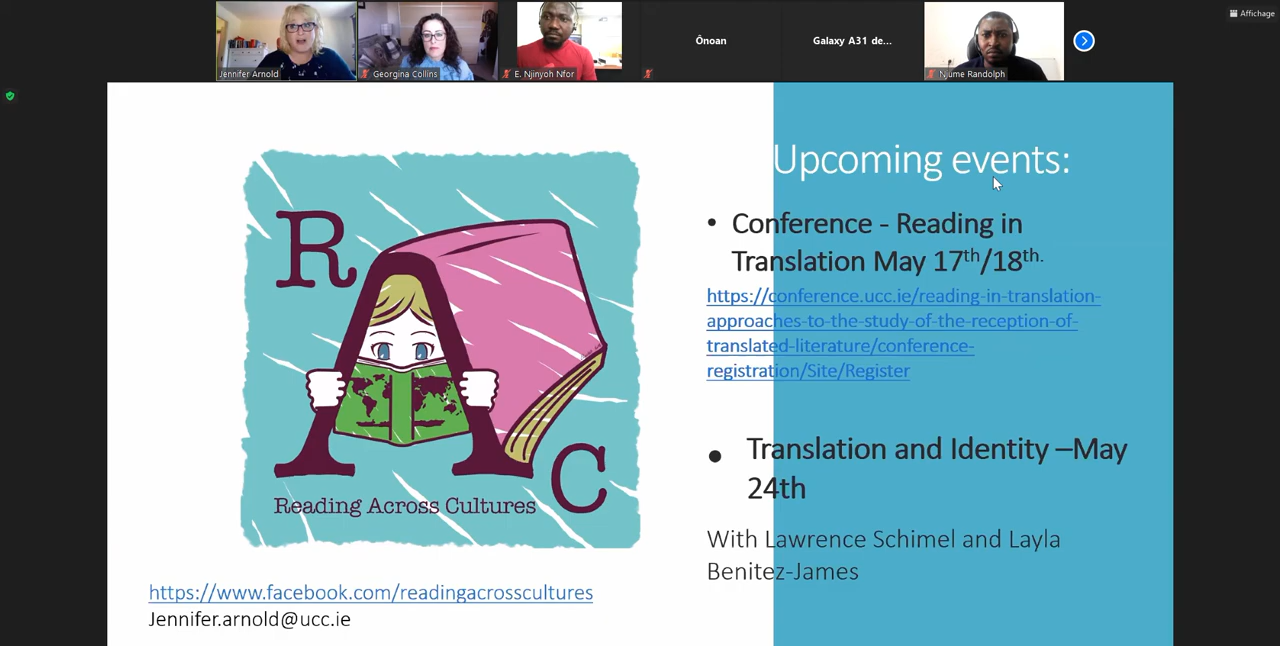 Affichage
Jennifer Arnold
Georgina Collins
E. Njinyoh Nfor
Ônoan
Galaxy A31 de...
Njume Randolph
R
A
C
Reading Across Cultures
https://www.facebook.com/readingacrosscultures
Jennifer.arnold@ucc.ie
Upcoming events:
• Conference - Reading in
Translation May 17th/18th.
https://conference.ucc.ie/reading-in-translation-
approaches-to-the-study-of-the-reception-of-
translated-literature/conference-
registration/Site/Register
• Translation and Identity –May
24th
With Lawrence Schimel and Layla
Benitez-James